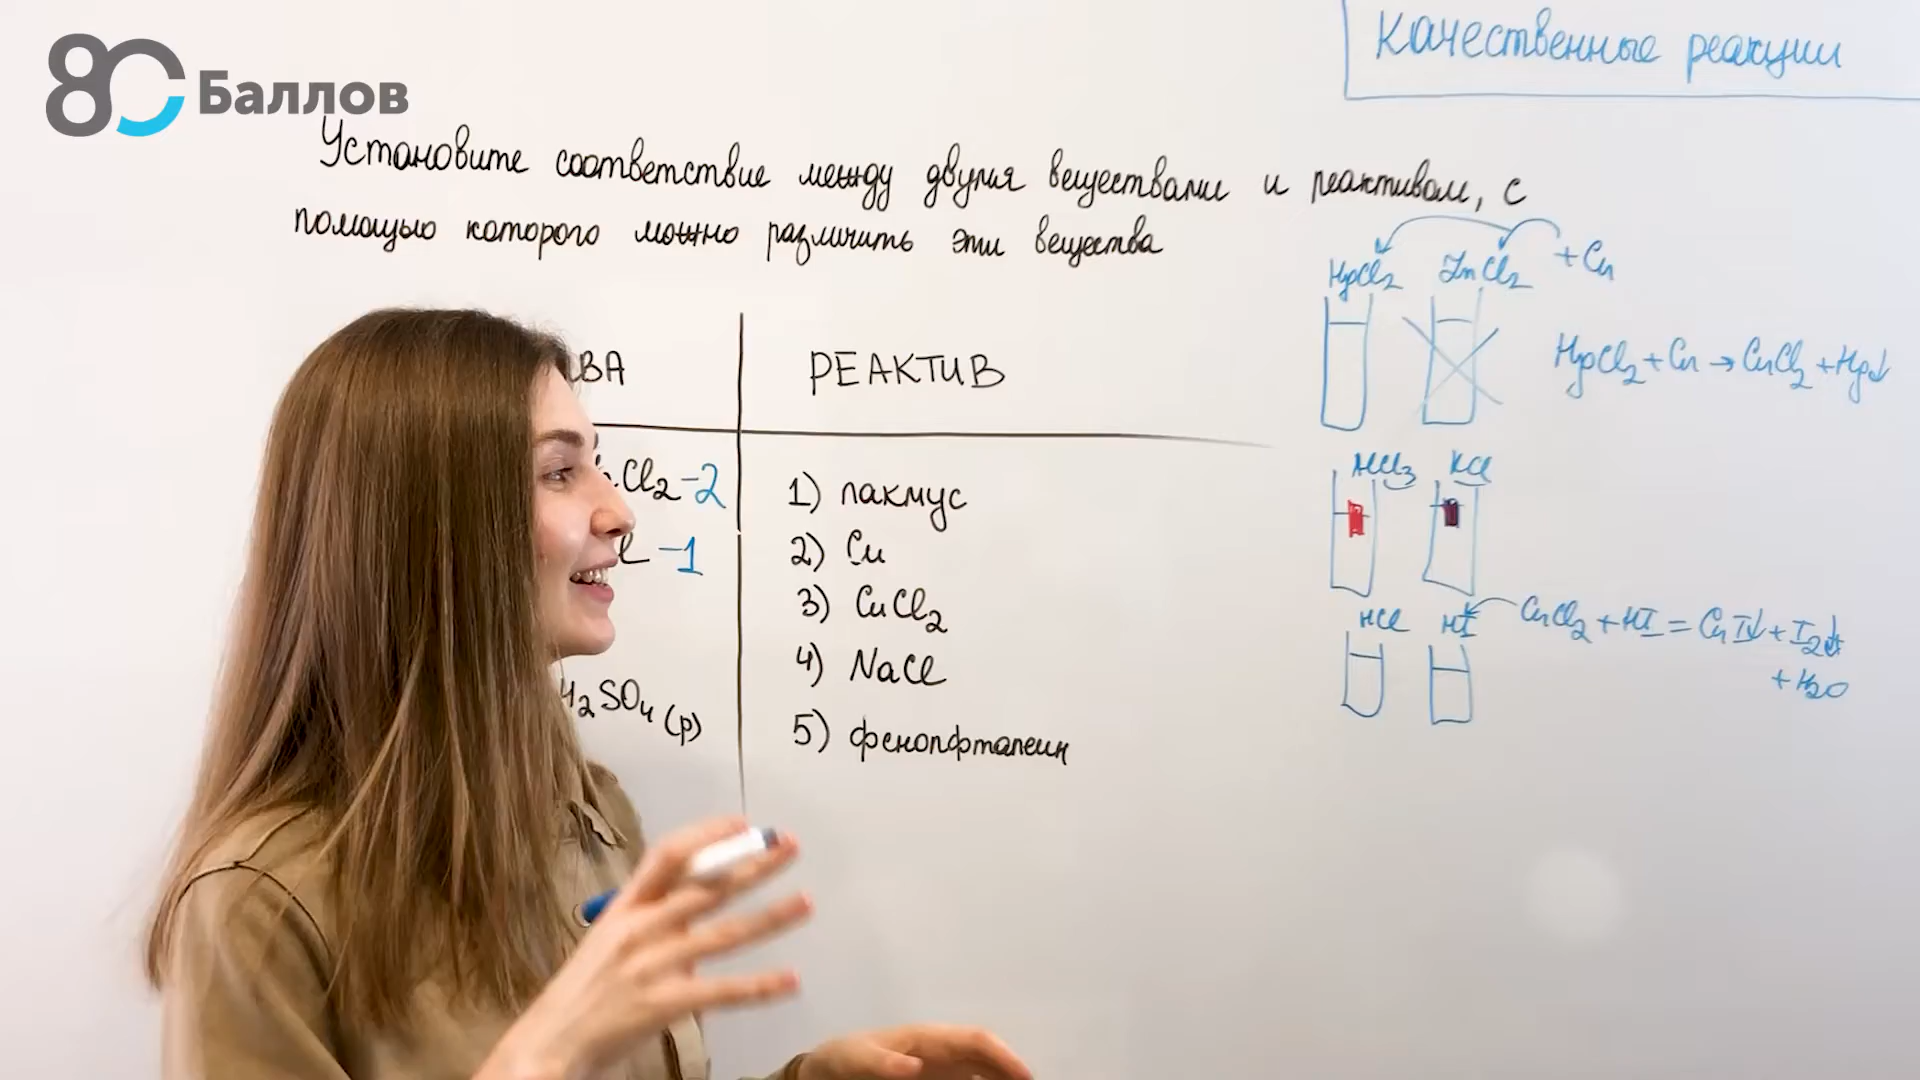 80 Баллов
Качественные реакции
Установите соответствие между двумя веществами и реактивом, с
помощью которого можно различить эти вещества
ВА
РЕАКТИВ
Cl₂ -2
-1
H₂SO₄ (р)
1) лакмус
2) Cu
3) CuCl₂
4) NaCl
5) фенолфталеин
HgCl₂ ZnCl₂ + Cu
HgCl₂ + Cu → CuCl₂ + Hg↓
KCl
HCl HI CuCl₂ + HI = CuI↓ + I₂↓
+ H₂O